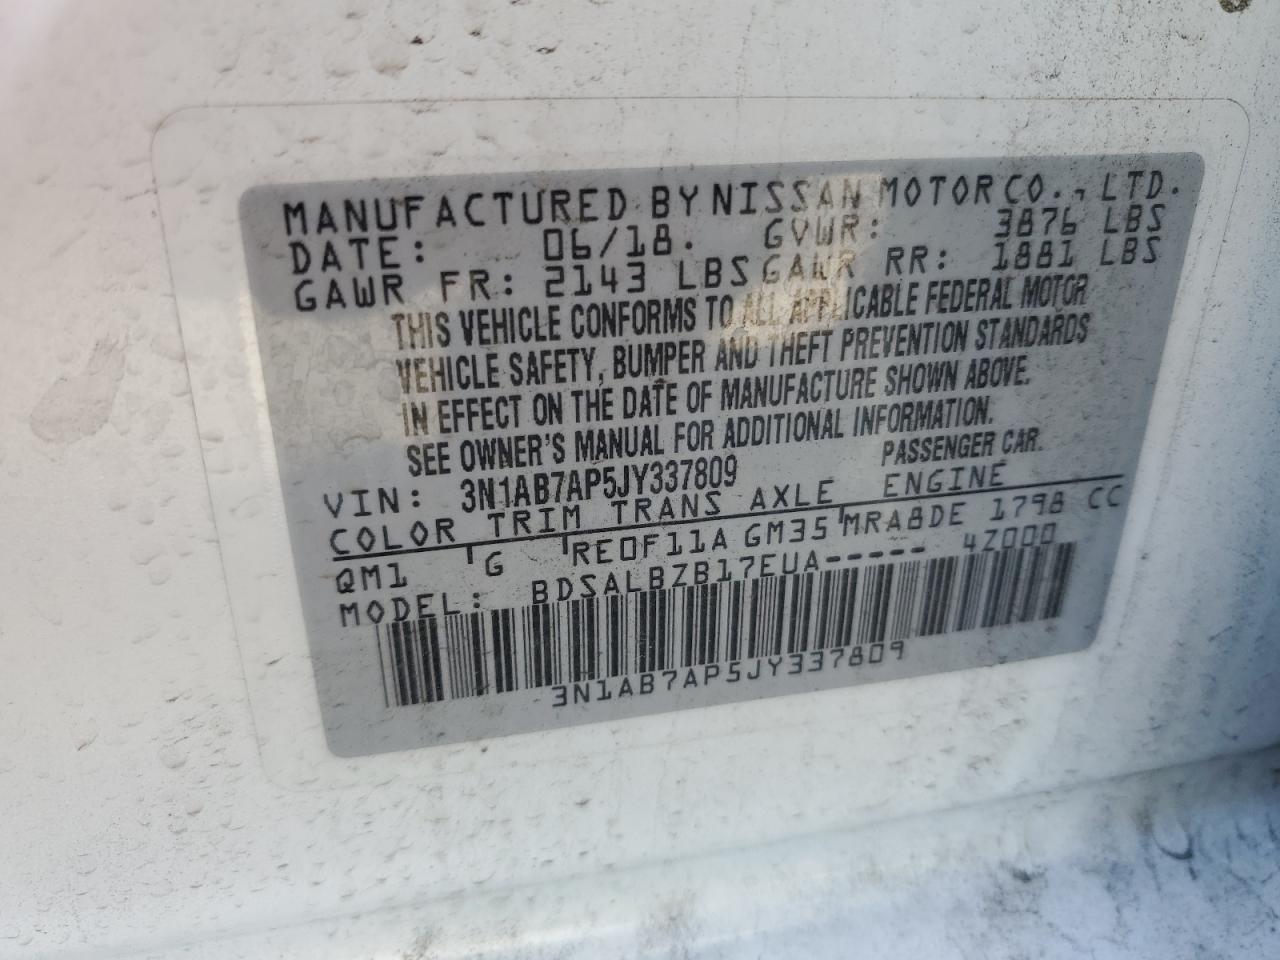 MANUFACTURED BY NISSAN MOTOR CO., LTD.
DATE: 06/18. GVWR: 3876 LBS
GAWR FR: 2143 LBS GAWR RR: 1881 LBS
THIS VEHICLE CONFORMS TO ALL APPLICABLE FEDERAL MOTOR
VEHICLE SAFETY, BUMPER AND THEFT PREVENTION STANDARDS
IN EFFECT ON THE DATE OF MANUFACTURE SHOWN ABOVE.
SEE OWNER'S MANUAL FOR ADDITIONAL INFORMATION.
PASSENGER CAR.
VIN: 3N1AB7AP5JY337809
COLOR TRIM TRANS AXLE ENGINE
QM1 G RE0F11A GM35 MRA8DE 1798 CC
MODEL: BDSALBZB17EUA----- 4Z000
3N1AB7AP5JY337809